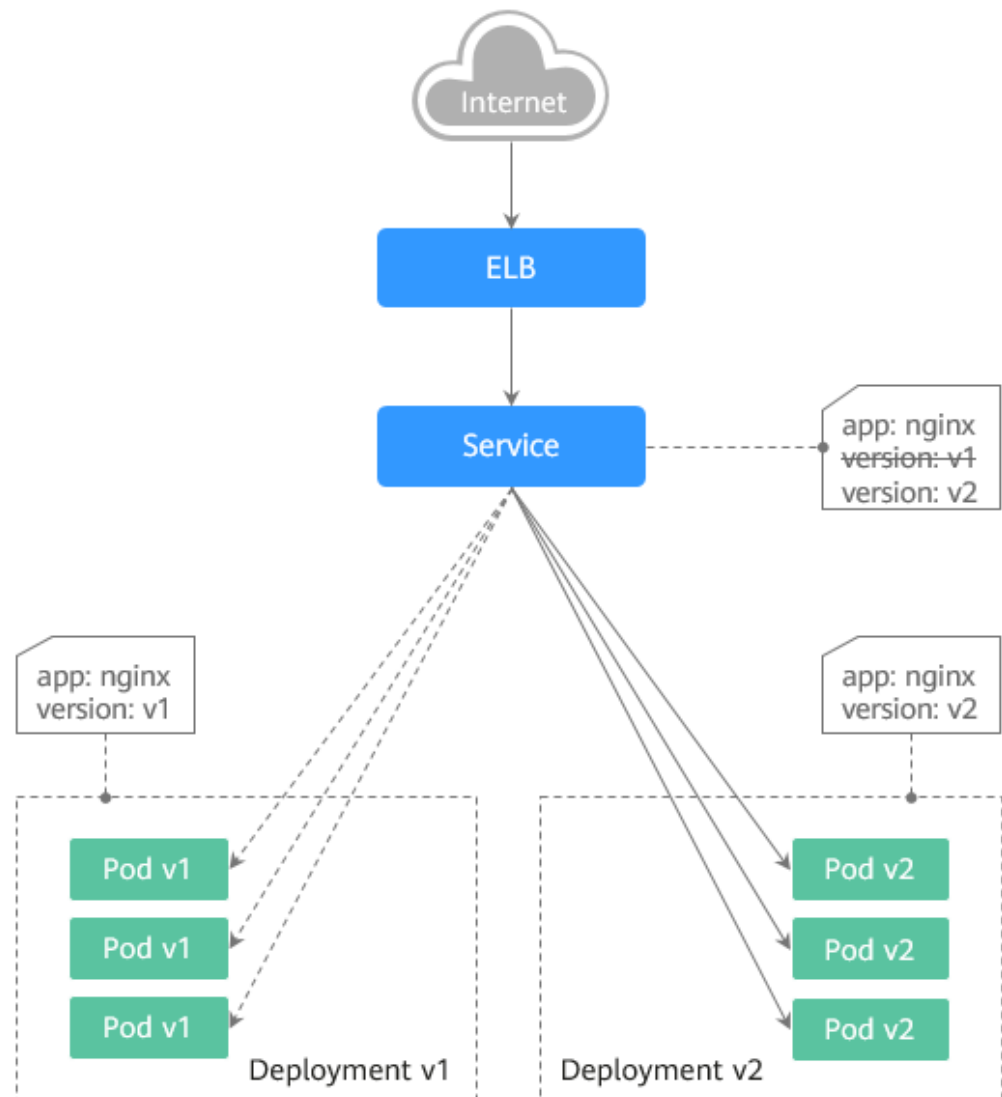 Internet
ELB
Service
app: nginx
version: v1
version: v2
app: nginx
version: v1
app: nginx
version: v2
Pod v1
Pod v1
Pod v1
Deployment v1
Pod v2
Pod v2
Pod v2
Deployment v2